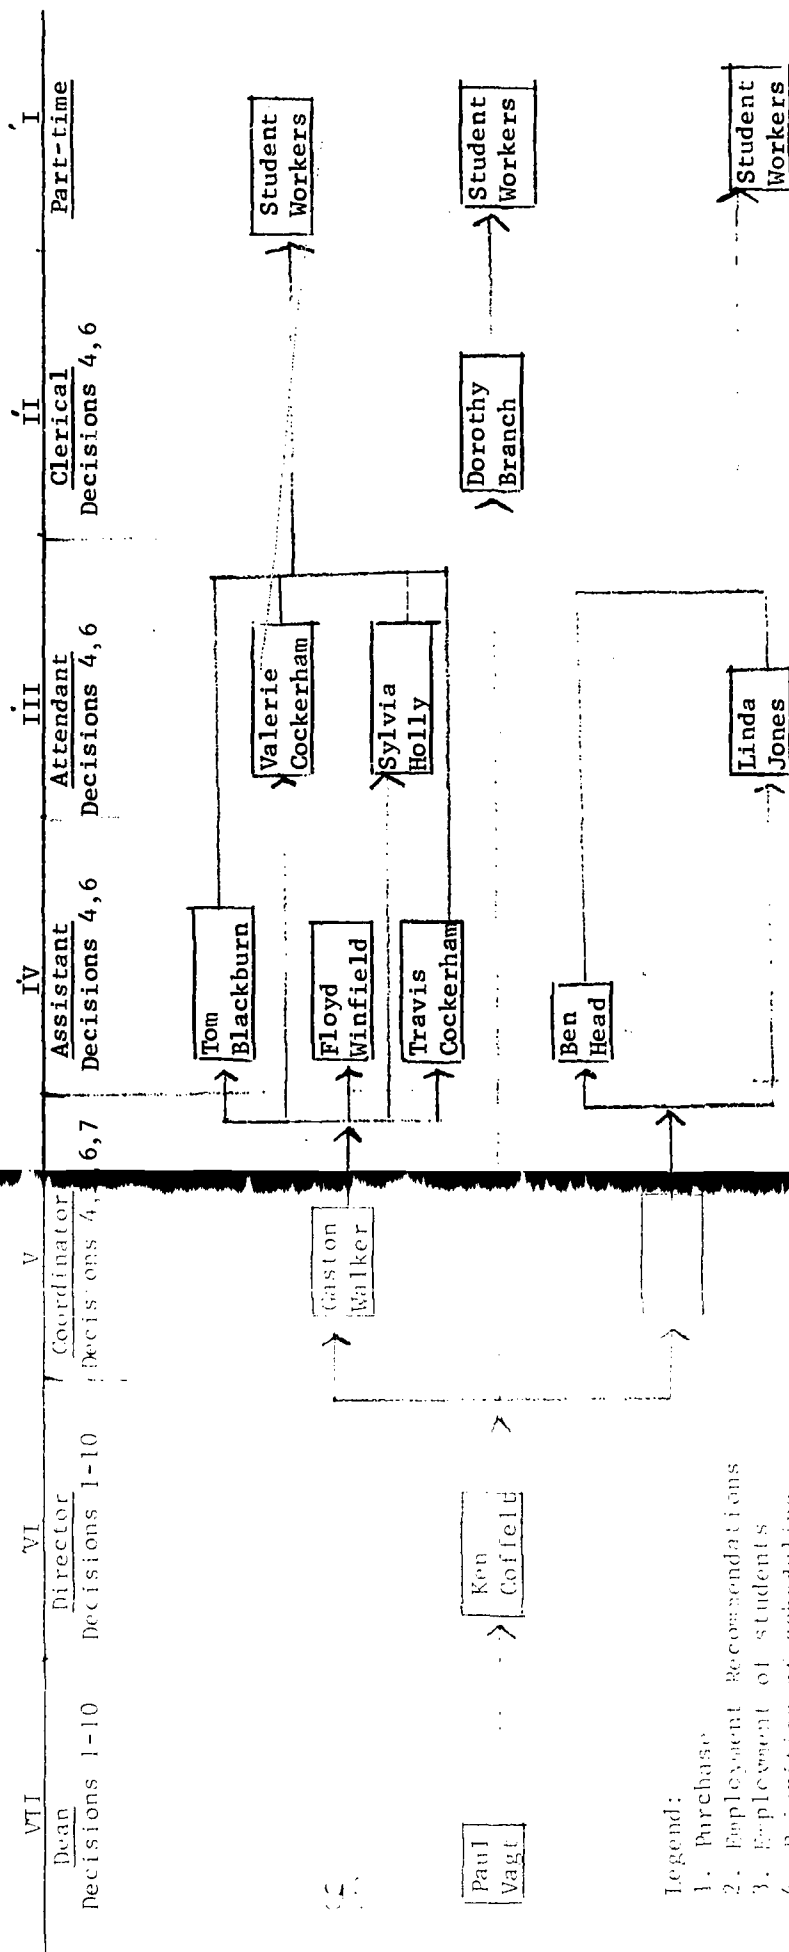 VII
VI
V
IV
III
II
I
Dean
Director
Coordinator
Assistant
Attendant
Clerical
Part-time
Decisions 1-10
Decisions 1-10
Decisions 4, 6,7
Decisions 4,6
Decisions 4,6
Decisions 4,6
Tom
Blackburn
Valerie
Cockerham
Student
Workers
Gaston
Walker
Floyd
Winfield
Sylvia
Holly
Travis
Cockerham
Paul
Vagt
Ken
Coffelt
Dorothy
Branch
Student
Workers
Ben
Head
Linda
Jones
Student
Workers
Legend:
1. Purchase
2. Employment Recommendations
3. Employment of students